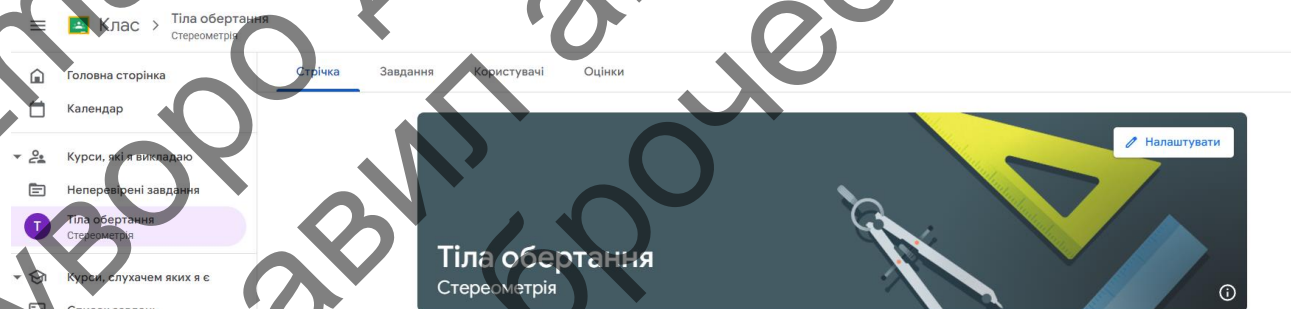 Клас > Тіла обертання
Стереометрія
Головна сторінка
Календар
Курси, які я викладаю
Неперевірені завдання
Т Тіла обертання
Стереометрія
Курси, слухачем яких я є
Стрічка Завдання Користувачі Оцінки
Налаштувати
Тіла обертання
Стереометрія